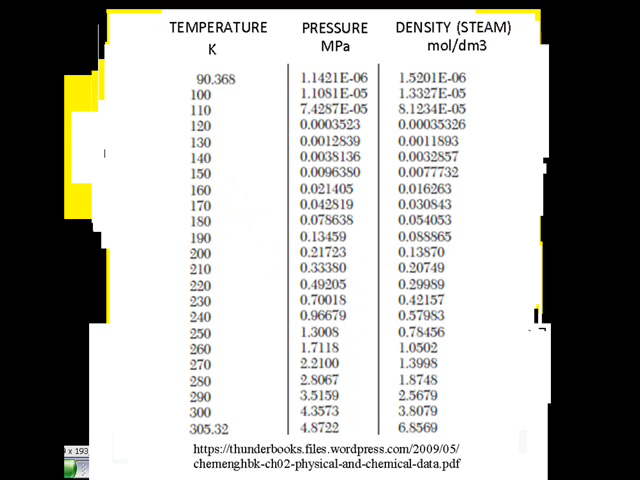 TEMPERATURE PRESSURE DENSITY (STEAM)
K MPa mol/dm3
90.368 1.1421E-06 1.5201E-06
100 1.1081E-05 1.3327E-05
110 7.4287E-05 8.1234E-05
120 0.0003523 0.00035326
130 0.0012839 0.0011893
140 0.0038136 0.0032857
150 0.0096380 0.0077732
160 0.021405 0.016263
170 0.042819 0.030843
180 0.078638 0.054053
190 0.13459 0.088865
200 0.21723 0.13870
210 0.33380 0.20749
220 0.49205 0.29989
230 0.70018 0.42157
240 0.96679 0.57983
250 1.3008 0.78456
260 1.7118 1.0502
270 2.2100 1.3998
280 2.8067 1.8748
290 3.5159 2.5679
300 4.3573 3.8079
305.32 4.8722 6.8569
https://thunderbooks.files.wordpress.com/2009/05/
chemenghbk-ch02-physical-and-chemical-data.pdf
9 x 193